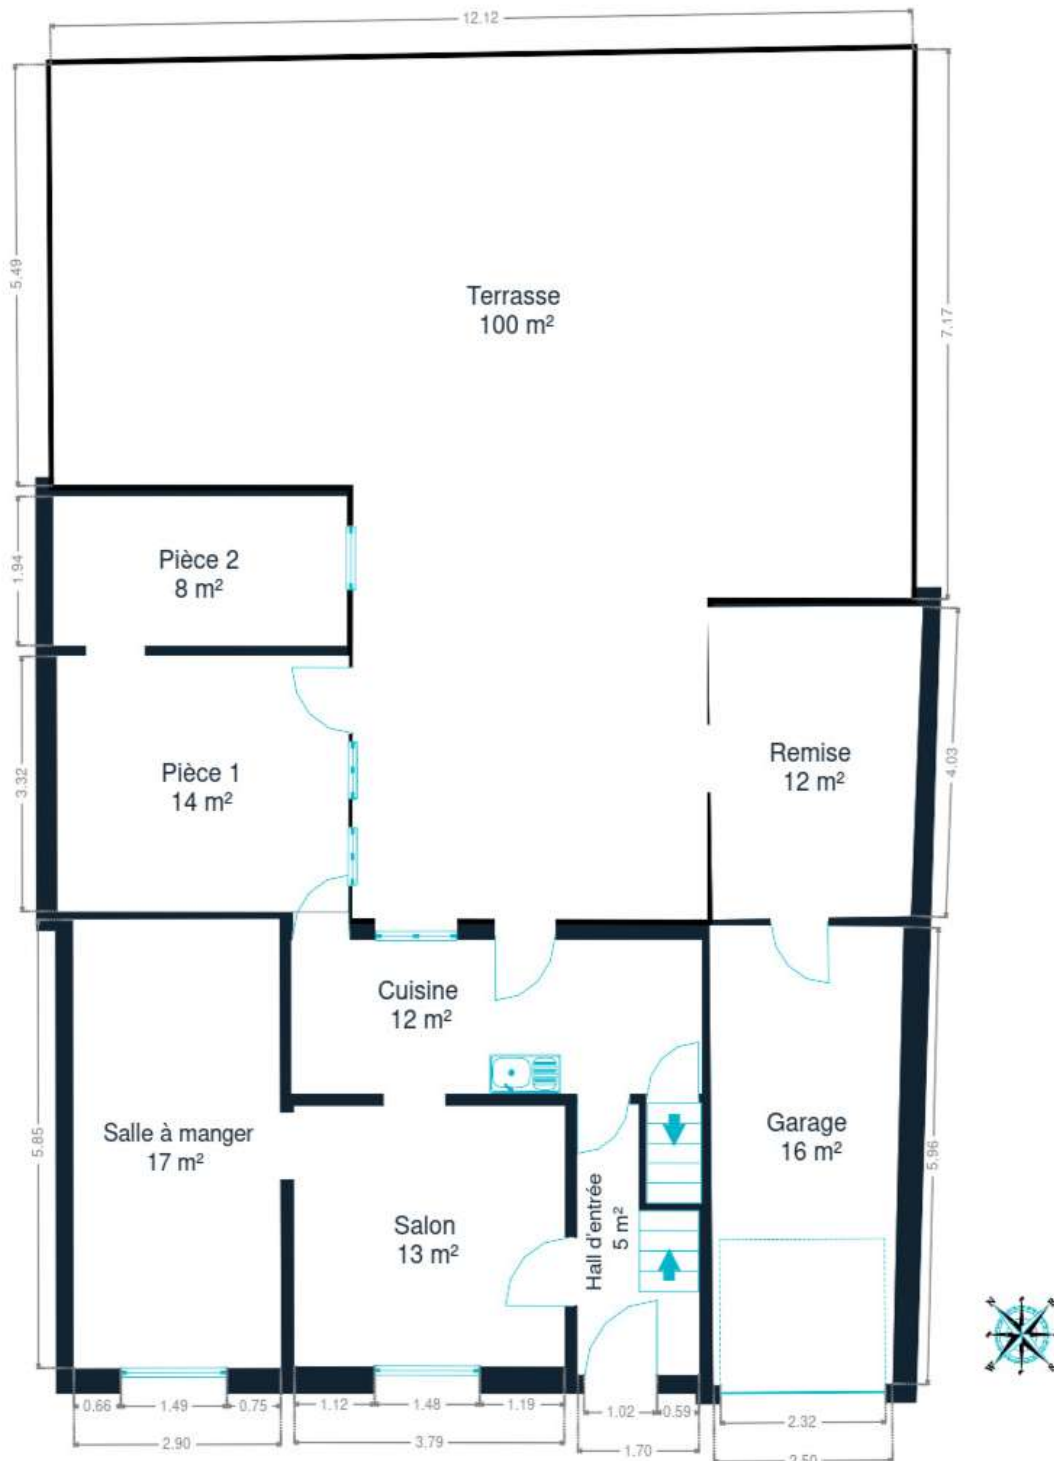 12.12
5.49
7.17
Terrasse
100 m²
1.94
Pièce 2
8 m²
3.32
Pièce 1
14 m²
Remise
12 m²
4.03
Cuisine
12 m²
5.85
Salle à manger
17 m²
Salon
13 m²
Hall d'entrée
5 m²
Garage
16 m²
5.96
0.66
1.49
0.75
1.12
1.48
1.19
1.02
0.59
2.32
2.90
3.79
1.70
2.50
N
W